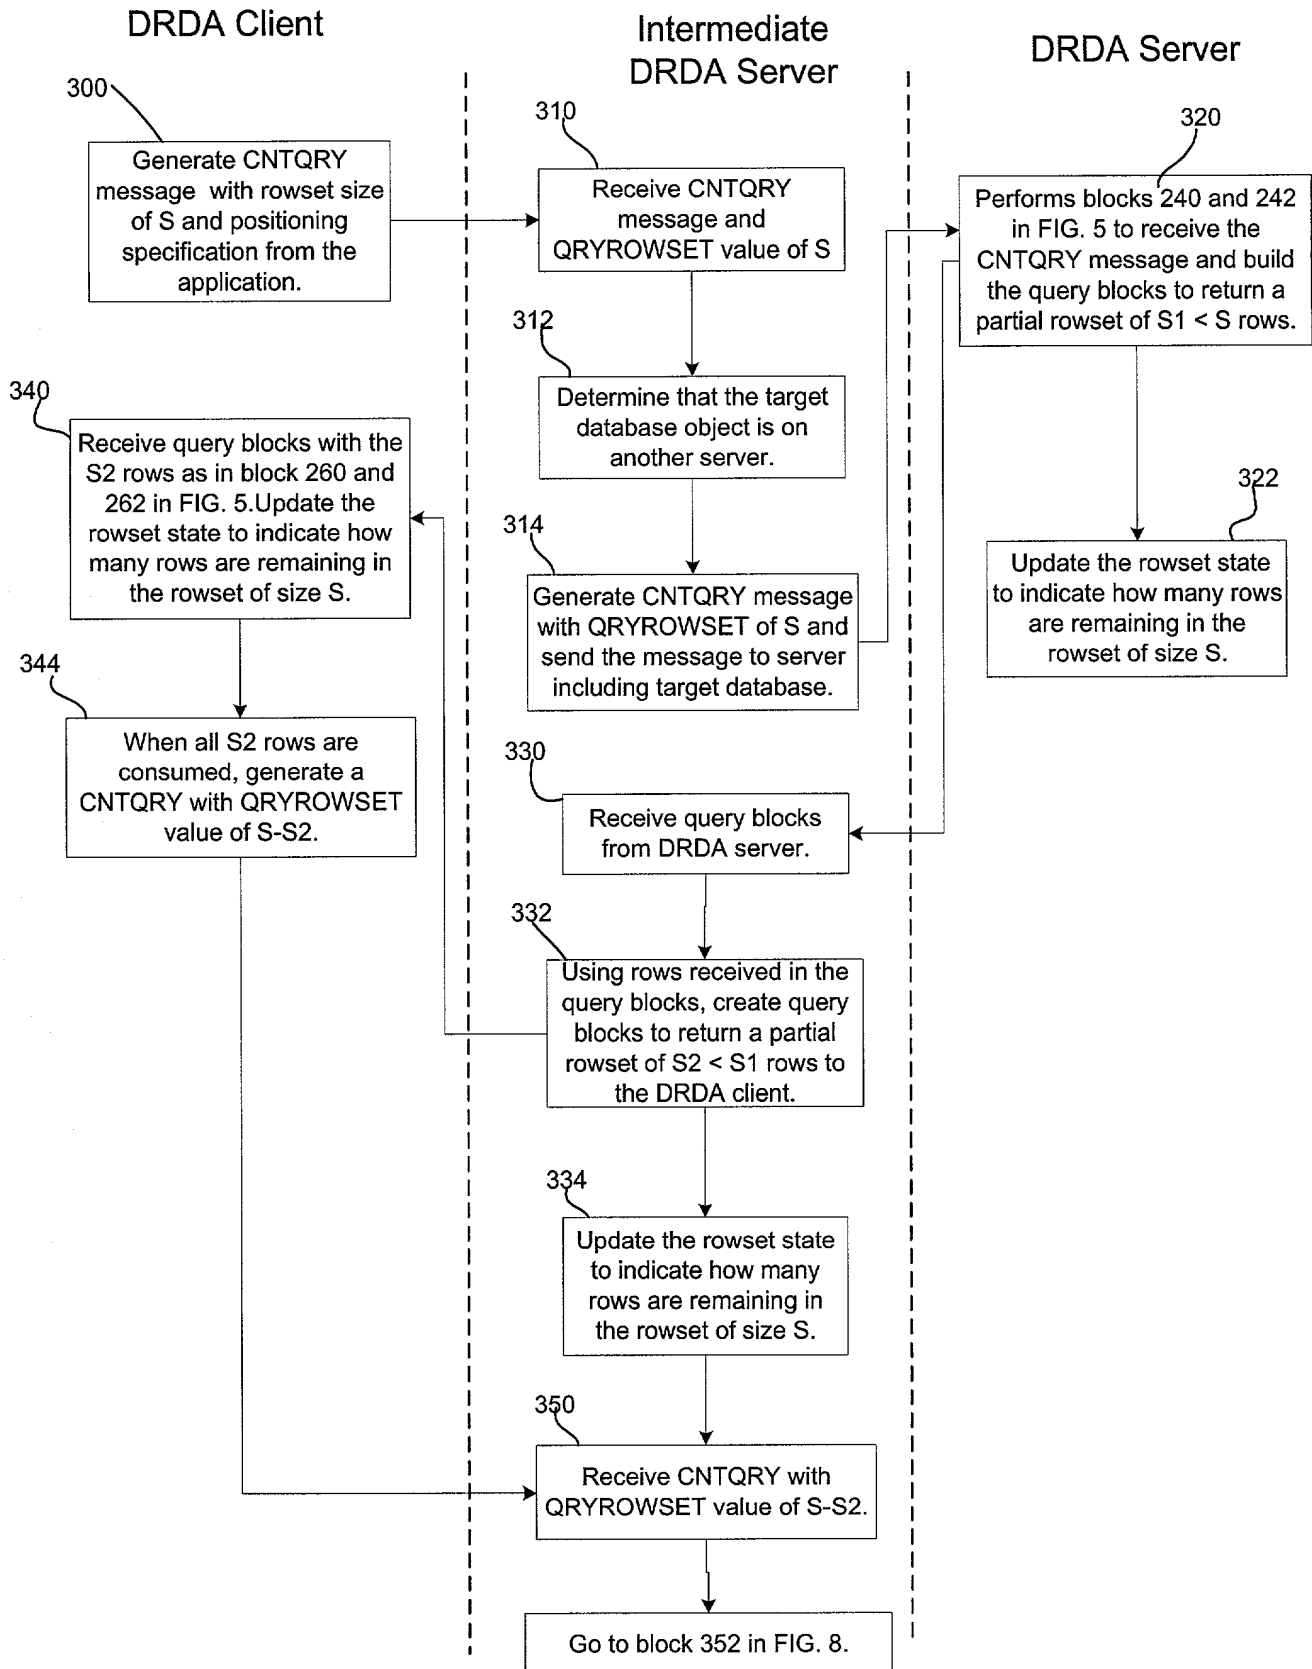 DRDA Client
Intermediate
DRDA Server
DRDA Server
300
Generate CNTQRY
message with rowset size
of S and positioning
specification from the
application.
310
Receive CNTQRY
message and
QRYROWSET value of S
320
Performs blocks 240 and 242
in FIG. 5 to receive the
CNTQRY message and build
the query blocks to return a
partial rowset of S1 < S rows.
312
Determine that the target
database object is on
another server.
340
Receive query blocks with the
S2 rows as in block 260 and
262 in FIG. 5.Update the
rowset state to indicate how
many rows are remaining in
the rowset of size S.
322
Update the rowset state
to indicate how many rows
are remaining in the
rowset of size S.
314
Generate CNTQRY message
with QRYROWSET of S and
send the message to server
including target database.
344
When all S2 rows are
consumed, generate a
CNTQRY with QRYROWSET
value of S-S2.
330
Receive query blocks
from DRDA server.
332
Using rows received in the
query blocks, create query
blocks to return a partial
rowset of S2 < S1 rows to
the DRDA client.
334
Update the rowset state
to indicate how many
rows are remaining in
the rowset of size S.
350
Receive CNTQRY with
QRYROWSET value of S-S2.
Go to block 352 in FIG. 8.